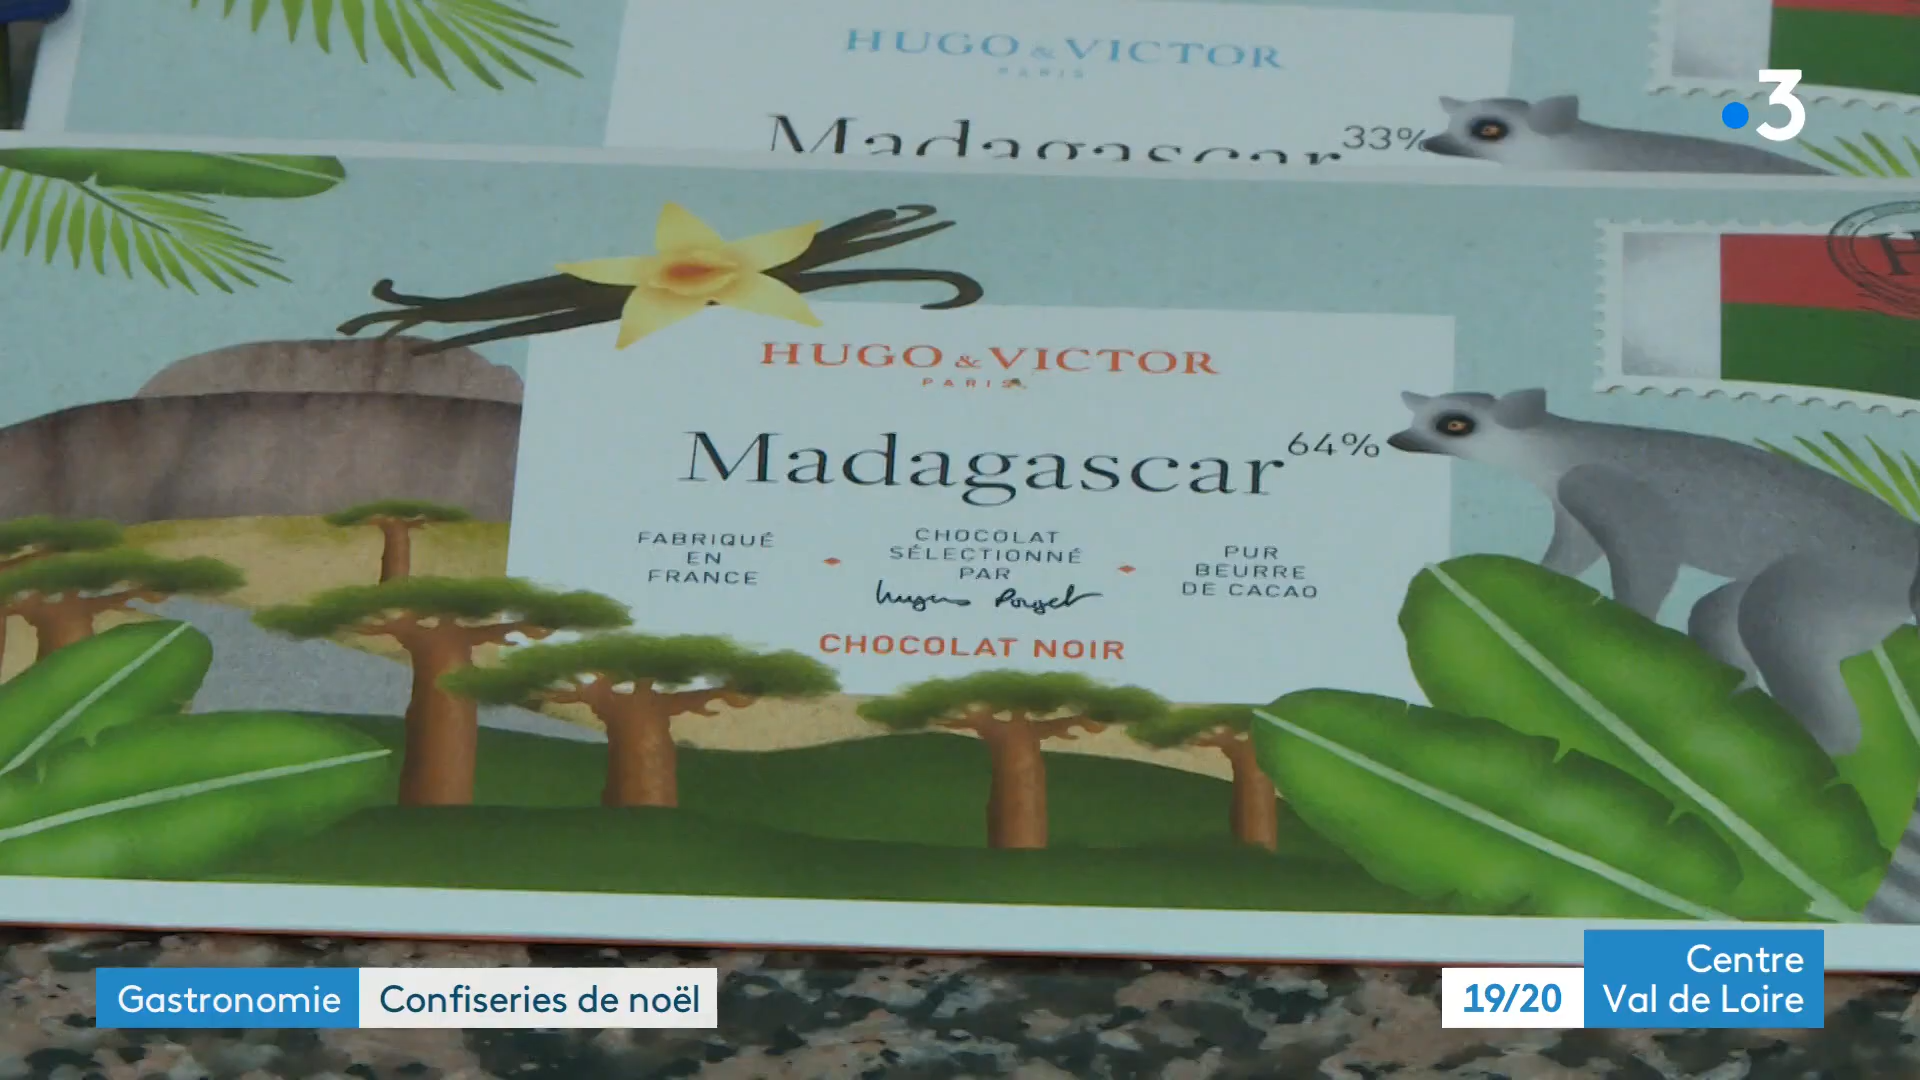 HUGO & VICTOR
PARIS
Madagascar 33%
3
HUGO & VICTOR
PARIS
Madagascar 64%
FABRIQUÉ
EN
FRANCE
CHOCOLAT
SÉLECTIONNÉ
PAR
PUR
BEURRE
DE CACAO
CHOCOLAT NOIR
Gastronomie
Confiseries de noël
19/20
Centre
Val de Loire